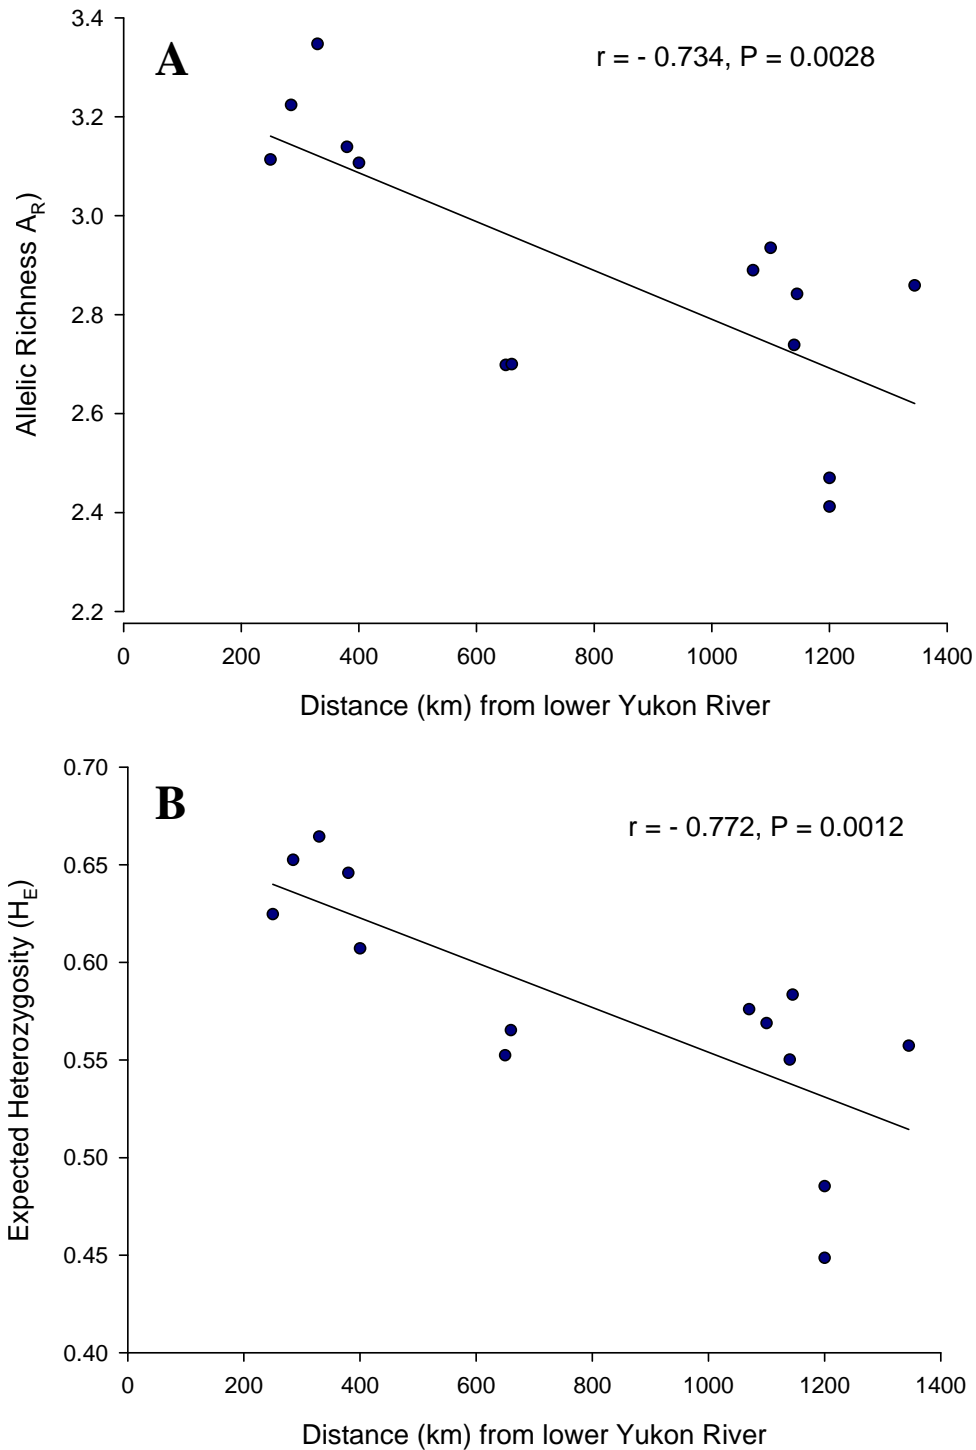 A
r = - 0.734, P = 0.0028
Allelic Richness A_R)
3.4
3.2
3.0
2.8
2.6
2.4
2.2
0 200 400 600 800 1000 1200 1400
Distance (km) from lower Yukon River
B
r = - 0.772, P = 0.0012
Expected Heterozygosity (H_E)
0.70
0.65
0.60
0.55
0.50
0.45
0.40
0 200 400 600 800 1000 1200 1400
Distance (km) from lower Yukon River